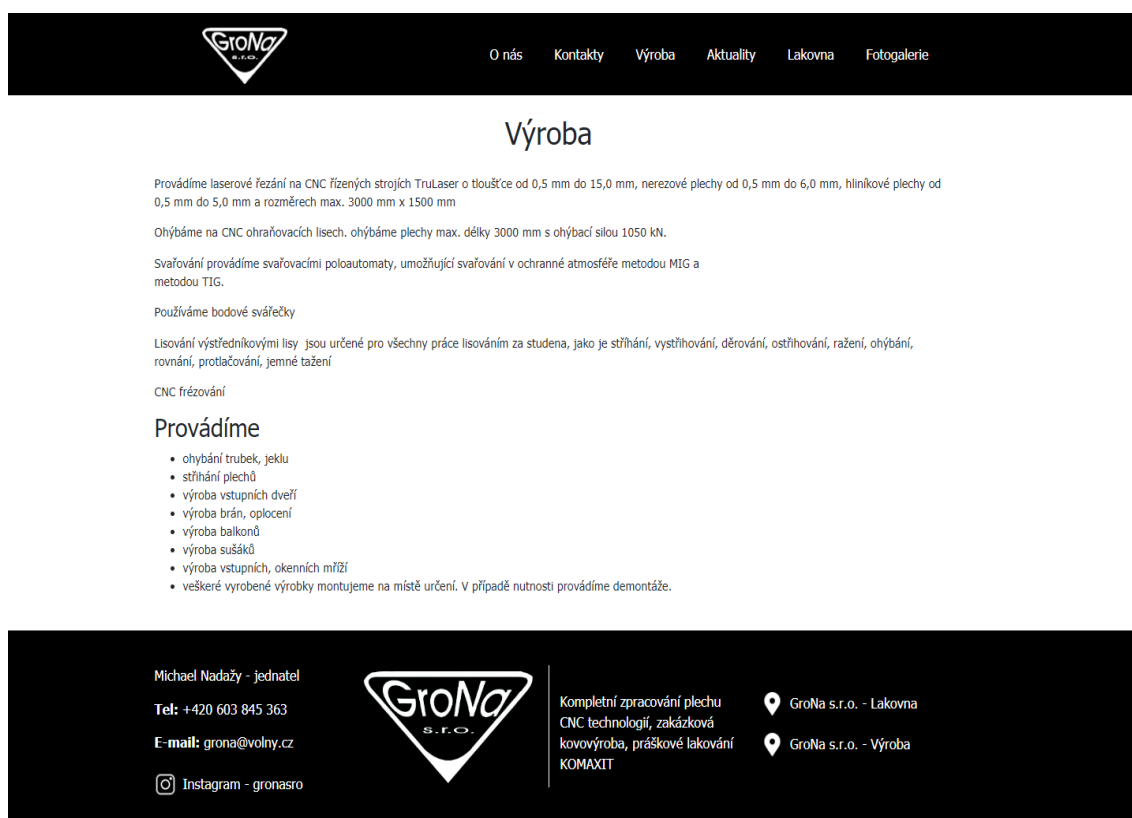 GroNa
s.r.o.
O nás Kontakty Výroba Aktuality Lakovna Fotogalerie
Výroba
Provádíme laserové řezání na CNC řízených strojích TruLaser o tloušťce od 0,5 mm do 15,0 mm, nerezové plechy od 0,5 mm do 6,0 mm, hliníkové plechy od
0,5 mm do 5,0 mm a rozměrech max. 3000 mm x 1500 mm
Ohýbáme na CNC ohraňovacích lisech. ohýbáme plechy max. délky 3000 mm s ohýbací silou 1050 kN.
Svařování provádíme svařovacími poloautomaty, umožňující svařování v ochranné atmosféře metodou MIG a
metodou TIG.
Používáme bodové svářečky
Lisování výstředníkovými lisy jsou určené pro všechny práce lisováním za studena, jako je stříhání, vystřihování, děrování, ostřihování, ražení, ohýbání,
rovnání, protlačování, jemné tažení
CNC frézování
Provádíme
• ohybání trubek, jeklu
• střihání plechů
• výroba vstupních dveří
• výroba brán, oplocení
• výroba balkonů
• výroba sušáků
• výroba vstupních, okenních mříží
• veškeré vyrobené výrobky montujeme na místě určení. V případě nutnosti provádíme demontáže.
Michael Nadažy - jednatel
Tel: +420 603 845 363
E-mail: grona@volny.cz
Instagram - gronasro
GroNa
s.r.o.
Kompletní zpracování plechu
CNC technologií, zakázková
kovovýroba, práškové lakování
KOMAXIT
GroNa s.r.o. - Lakovna
GroNa s.r.o. - Výroba